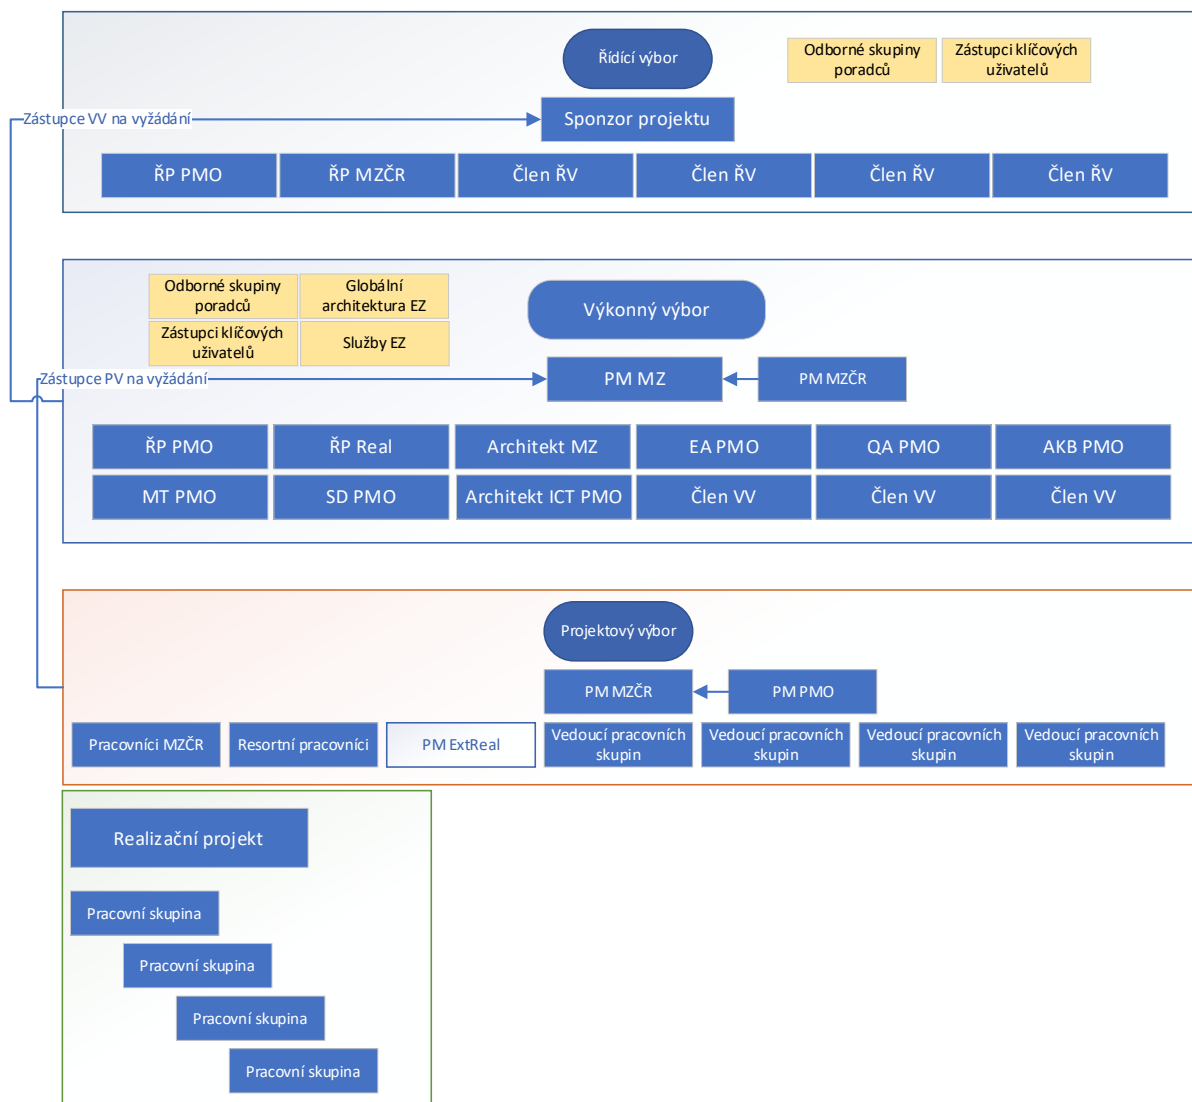 Řídící výbor
Odborné skupiny
poradců
Zástupci klíčových
uživatelů
Zástupce VV na vyžádání
Sponzor projektu
ŘP PMO
ŘP MZČR
Člen ŘV
Člen ŘV
Člen ŘV
Člen ŘV
Odborné skupiny
poradců
Globální
architektura EZ
Zástupci klíčových
uživatelů
Služby EZ
Výkonný výbor
Zástupce PV na vyžádání
PM MZ
PM MZČR
ŘP PMO
ŘP Real
Architekt MZ
EA PMO
QA PMO
AKB PMO
MT PMO
SD PMO
Architekt ICT PMO
Člen VV
Člen VV
Člen VV
Projektový výbor
PM MZČR
PM PMO
Pracovníci MZČR
Resortní pracovníci
PM ExtReal
Vedoucí pracovních
skupin
Vedoucí pracovních
skupin
Vedoucí pracovních
skupin
Vedoucí pracovních
skupin
Realizační projekt
Pracovní skupina
Pracovní skupina
Pracovní skupina
Pracovní skupina